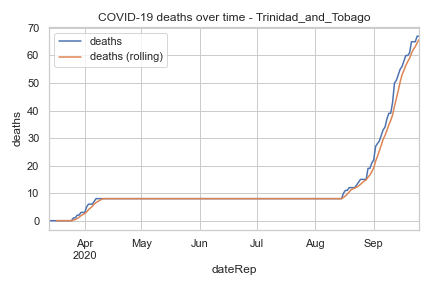 COVID-19 deaths over time - Trinidad_and_Tobago
deaths
deaths (rolling)
deaths
70
60
50
40
30
20
10
0
Apr
2020
May
Jun
Jul
Aug
Sep
dateRep